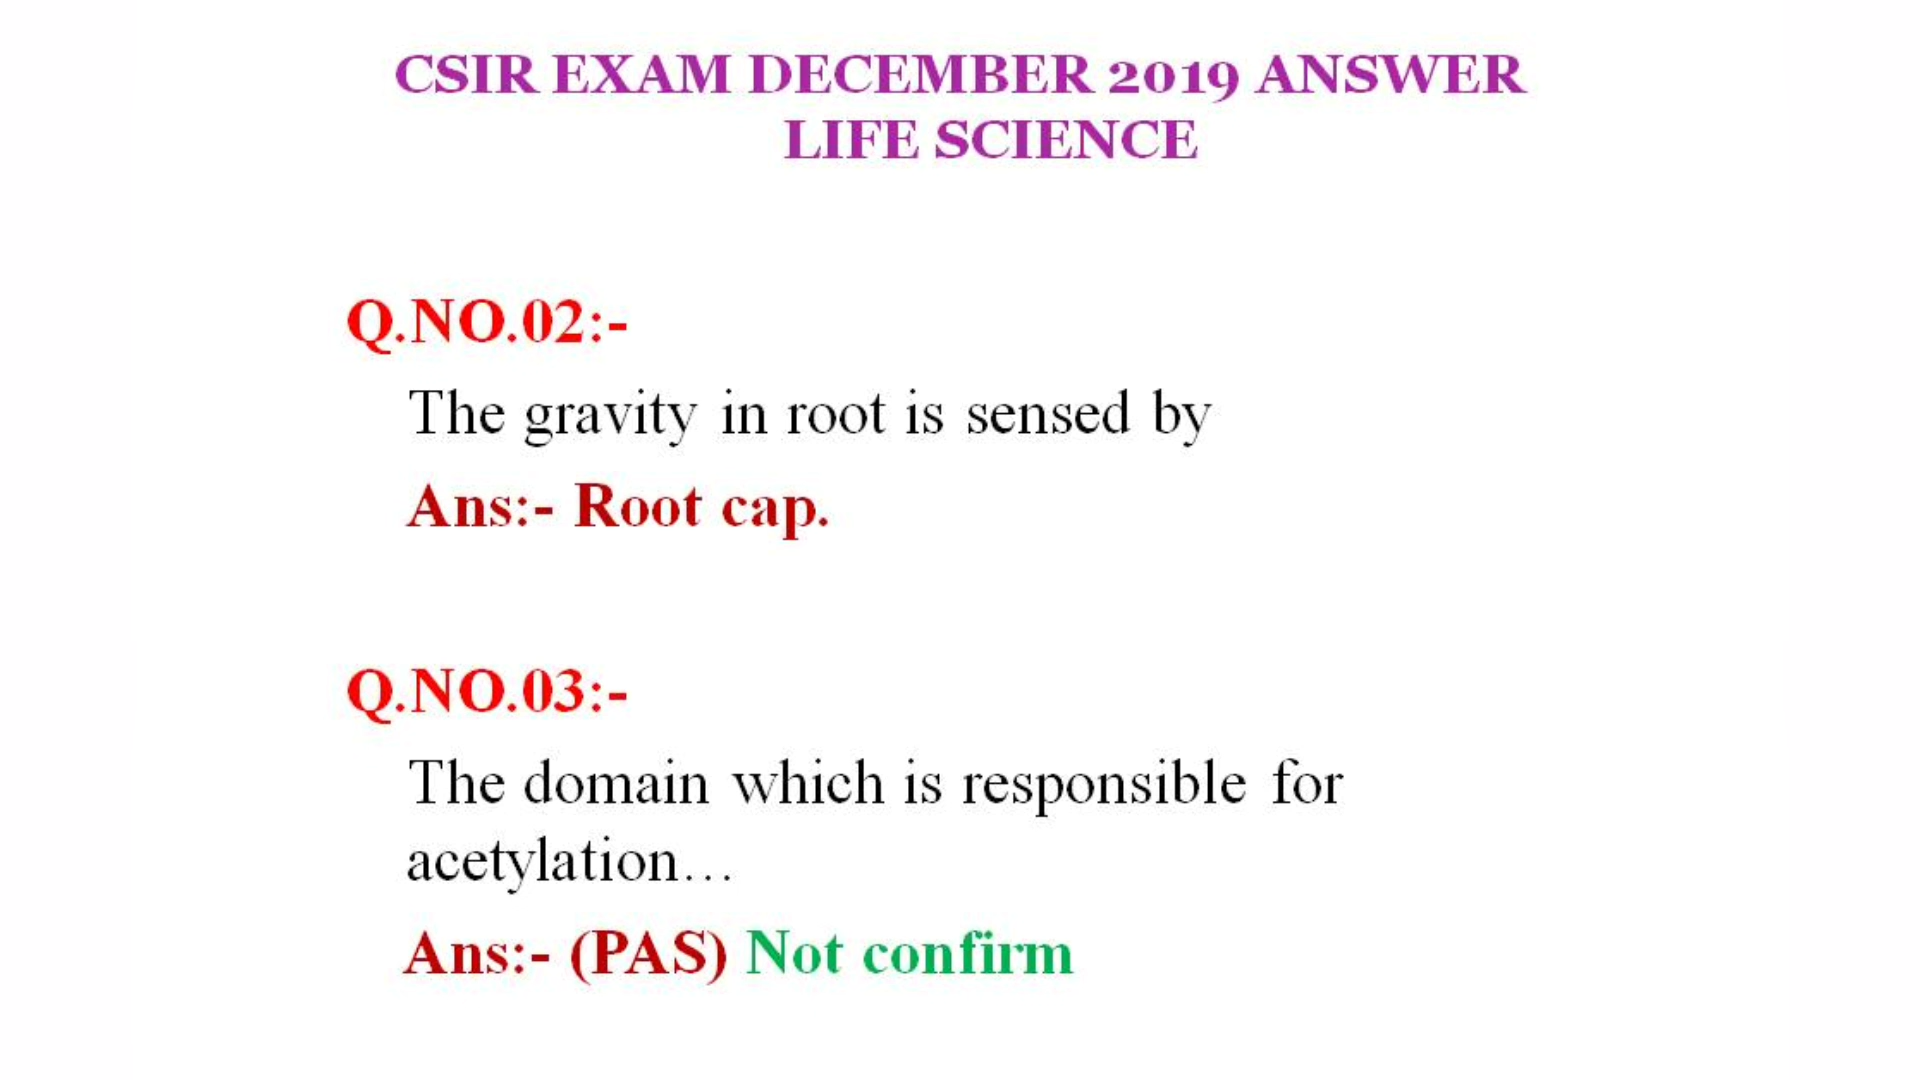 CSIR EXAM DECEMBER 2019 ANSWER
LIFE SCIENCE
Q.NO.02:-
The gravity in root is sensed by
Ans:- Root cap.
Q.NO.03:-
The domain which is responsible for
acetylation…
Ans:- (PAS) Not confirm